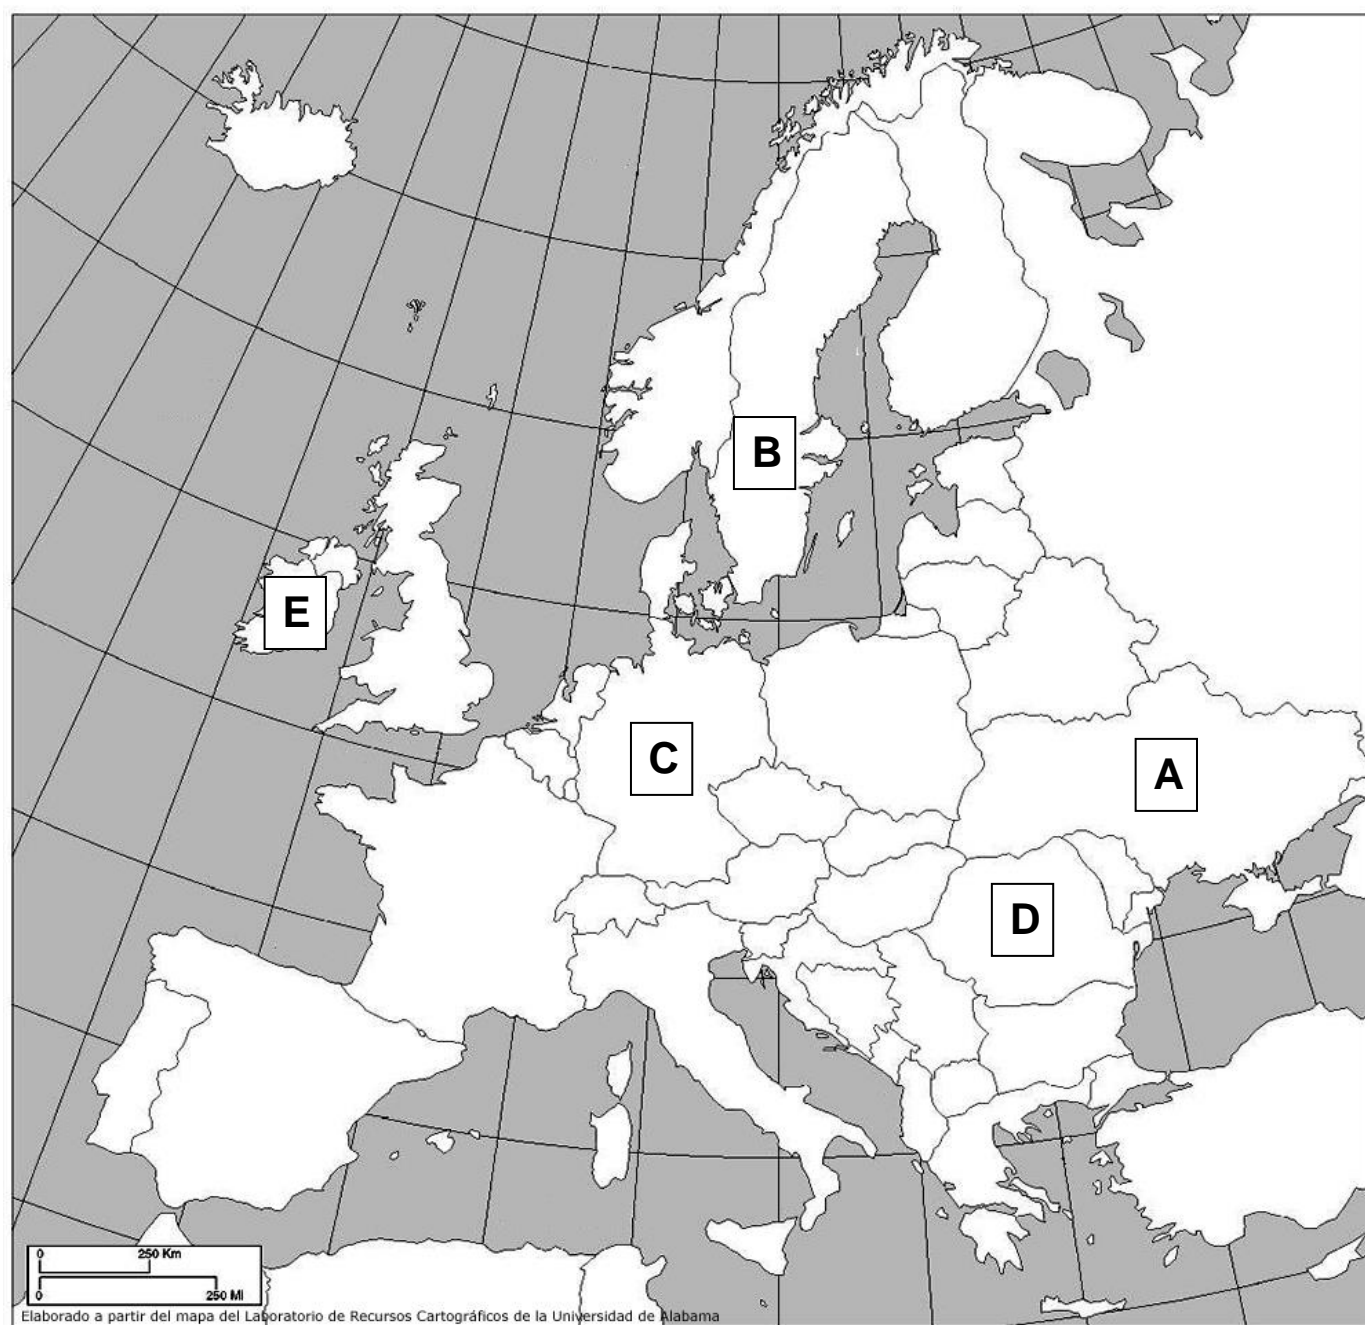 B
E
C
A
D
0 250 Km
0 250 MI
Elaborado a partir del mapa del Laboratorio de Recursos Cartográficos de la Universidad de Alabama